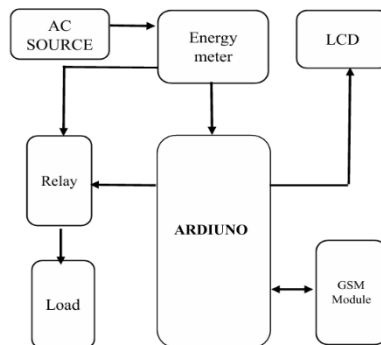 AC
SOURCE
Energy
meter
LCD
Relay
ARDIUNO
Load
GSM
Module